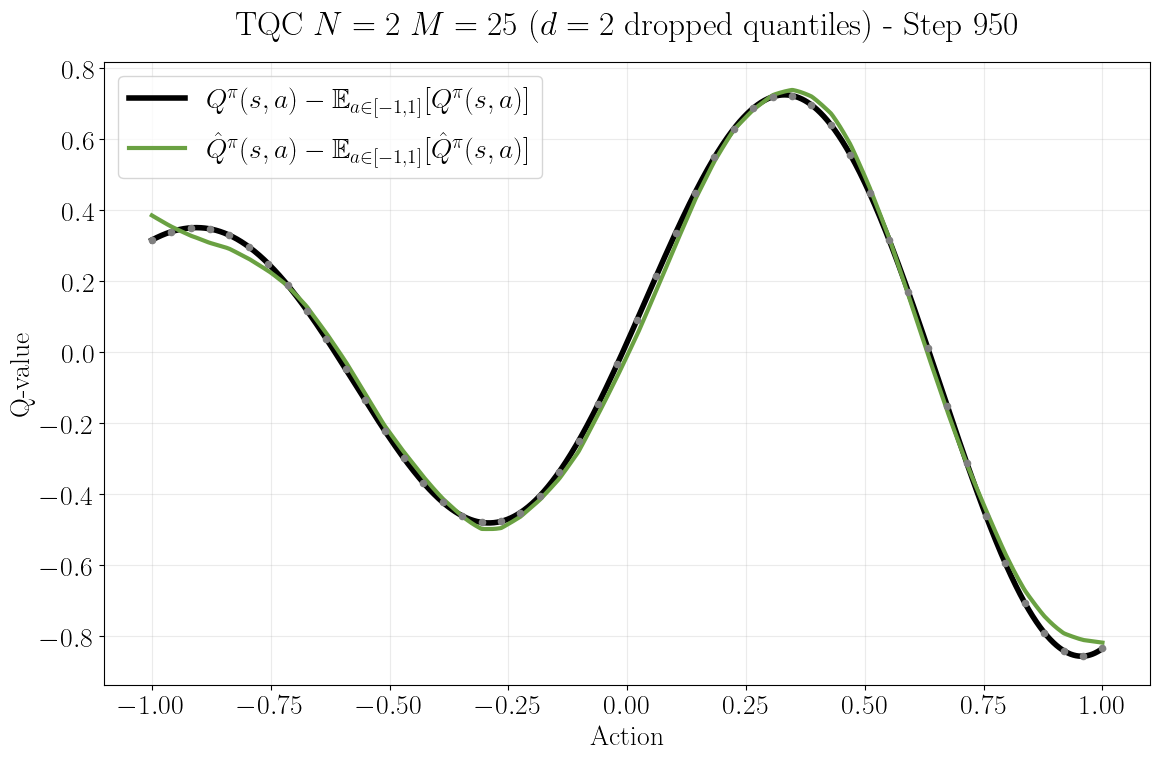 TQC N = 2 M = 25 (d = 2 dropped quantiles) - Step 950
Q^π(s, a) − 𝔼_{a∈[−1,1]}[Q^π(s, a)]
Q̂^π(s, a) − 𝔼_{a∈[−1,1]}[Q̂^π(s, a)]
0.8
0.6
0.4
0.2
0.0
−0.2
−0.4
−0.6
−0.8
Q-value
−1.00 −0.75 −0.50 −0.25 0.00 0.25 0.50 0.75 1.00
Action